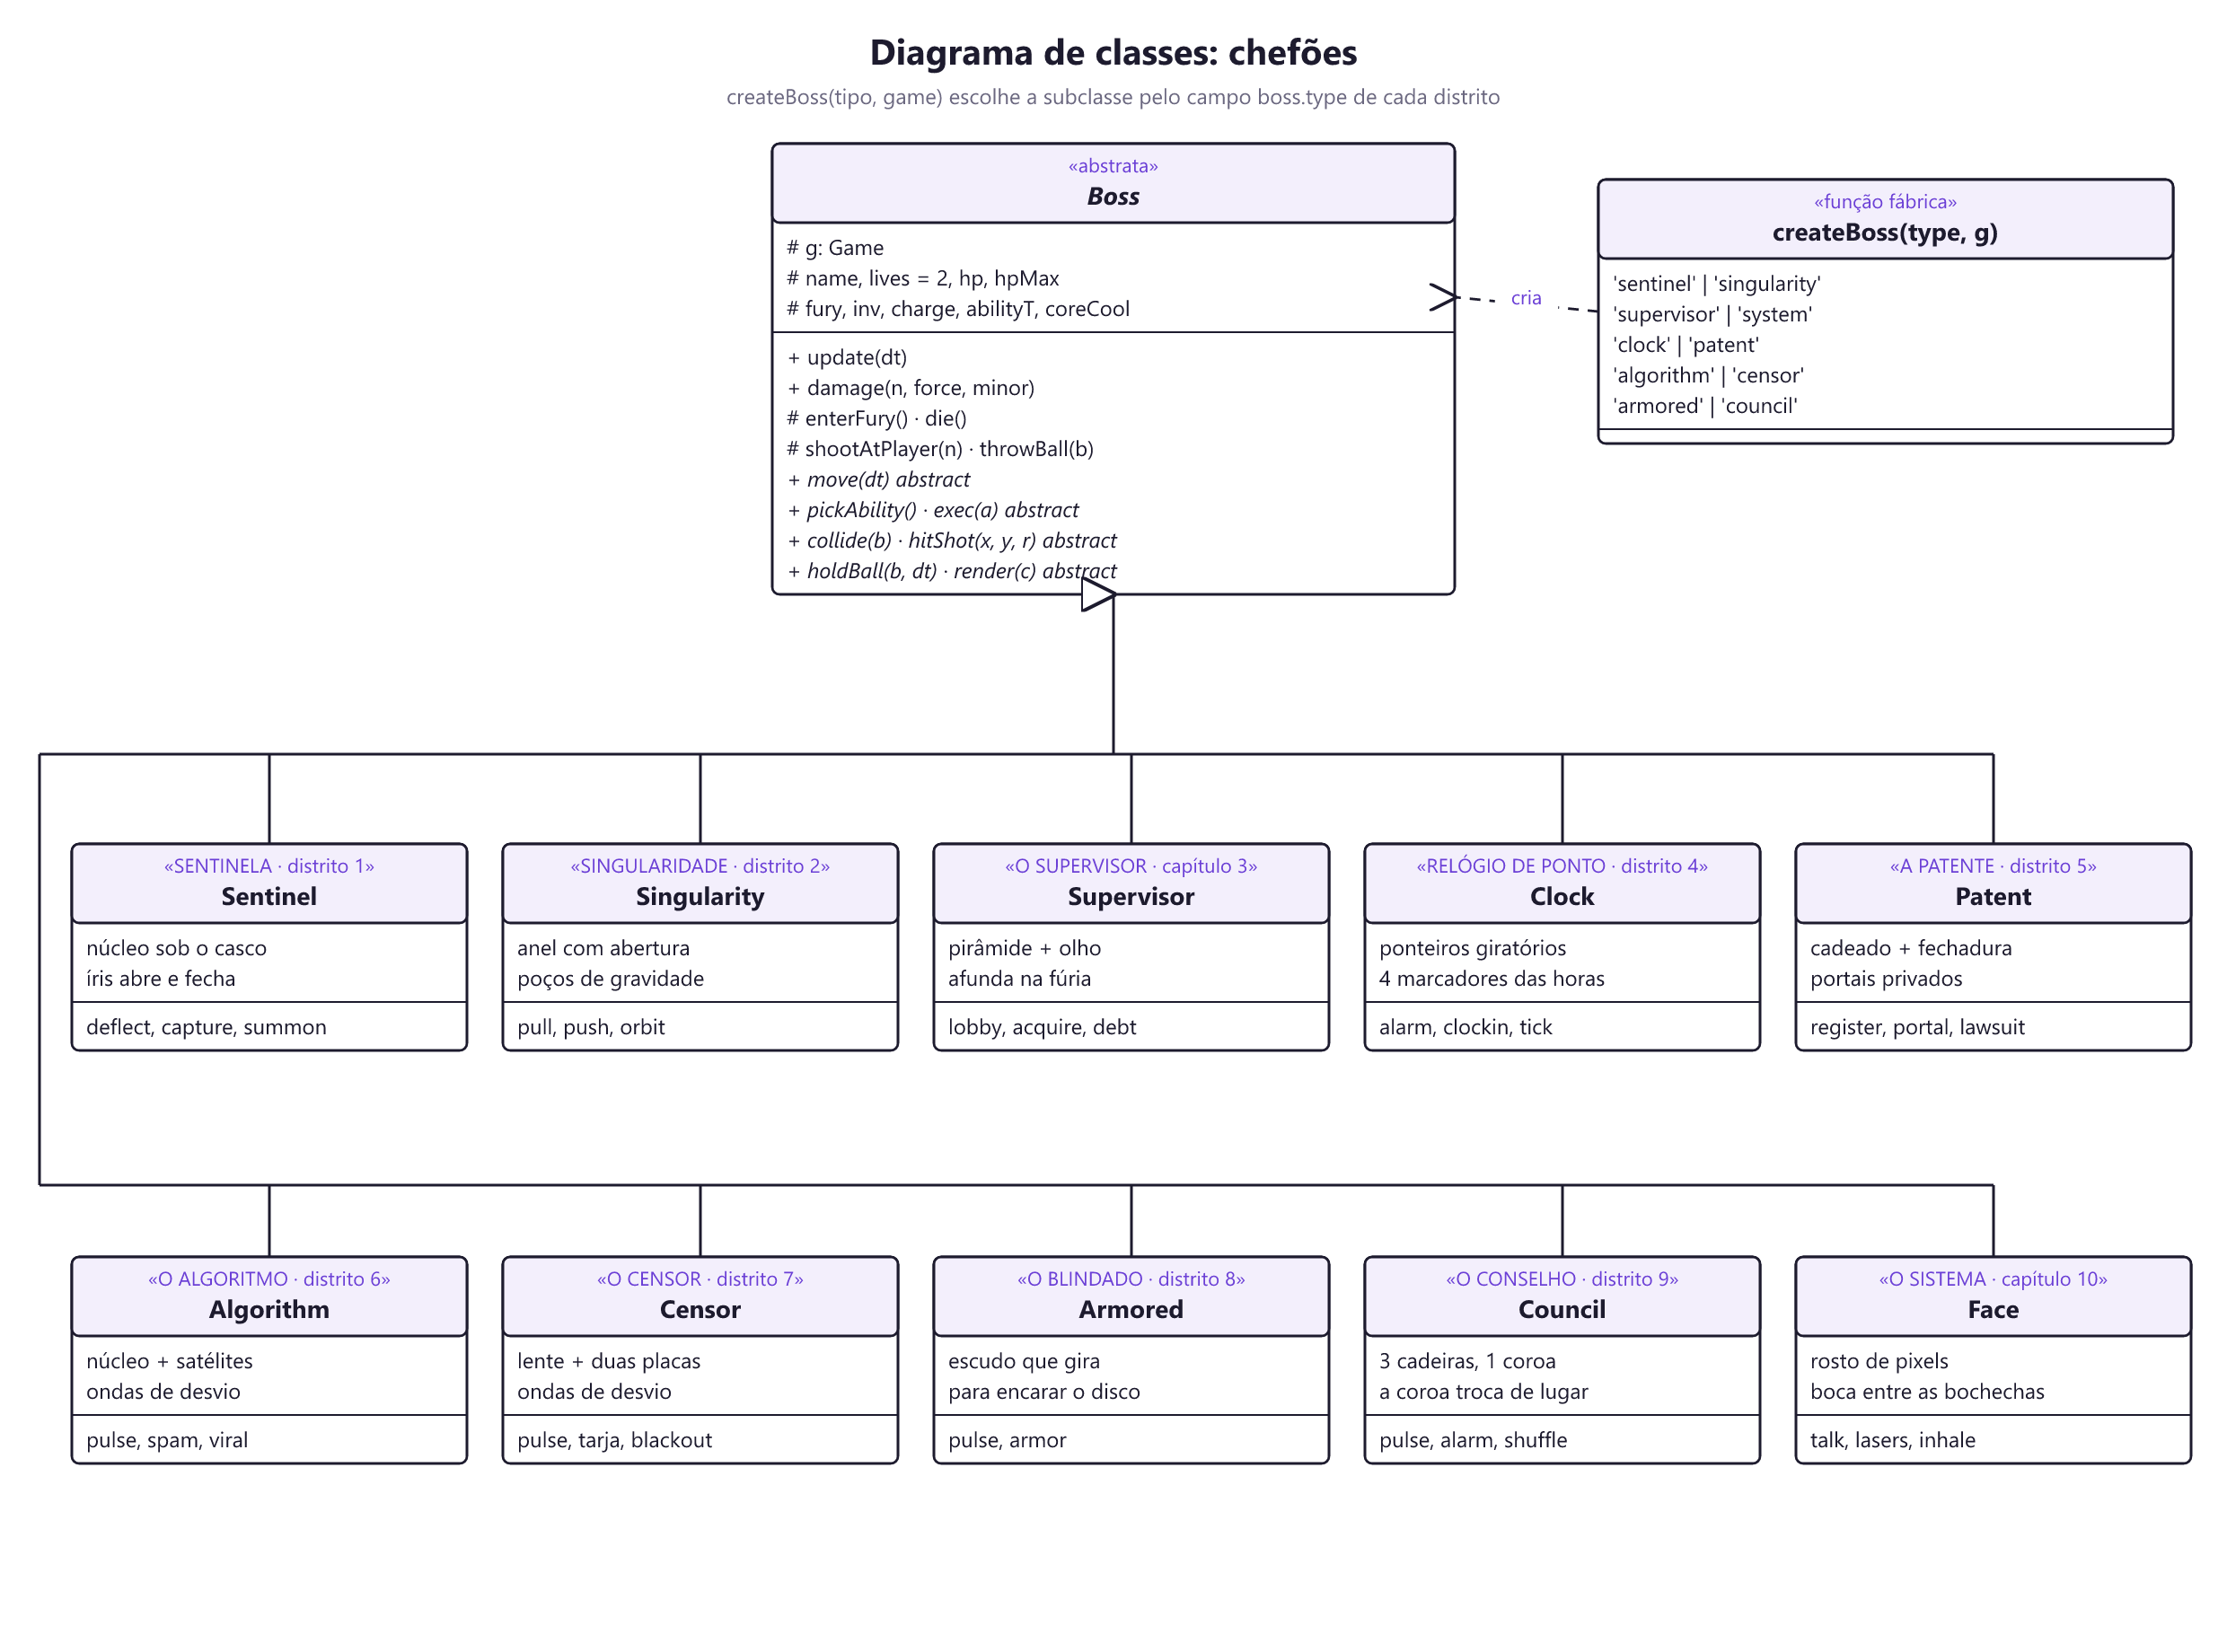 Diagrama de classes: chefões
createBoss(tipo, game) escolhe a subclasse pelo campo boss.type de cada distrito
«abstrata»
Boss
# g: Game
# name, lives = 2, hp, hpMax
# fury, inv, charge, abilityT, coreCool
+ update(dt)
+ damage(n, force, minor)
# enterFury() · die()
# shootAtPlayer(n) · throwBall(b)
+ move(dt) abstract
+ pickAbility() · exec(a) abstract
+ collide(b) · hitShot(x, y, r) abstract
+ holdBall(b, dt) · render(c) abstract
cria
«função fábrica»
createBoss(type, g)
'sentinel' | 'singularity'
'supervisor' | 'system'
'clock' | 'patent'
'algorithm' | 'censor'
'armored' | 'council'
«SENTINELA · distrito 1»
Sentinel
núcleo sob o casco
íris abre e fecha
deflect, capture, summon
«SINGULARIDADE · distrito 2»
Singularity
anel com abertura
poços de gravidade
pull, push, orbit
«O SUPERVISOR · capítulo 3»
Supervisor
pirâmide + olho
afunda na fúria
lobby, acquire, debt
«RELÓGIO DE PONTO · distrito 4»
Clock
ponteiros giratórios
4 marcadores das horas
alarm, clockin, tick
«A PATENTE · distrito 5»
Patent
cadeado + fechadura
portais privados
register, portal, lawsuit
«O ALGORITMO · distrito 6»
Algorithm
núcleo + satélites
ondas de desvio
pulse, spam, viral
«O CENSOR · distrito 7»
Censor
lente + duas placas
ondas de desvio
pulse, tarja, blackout
«O BLINDADO · distrito 8»
Armored
escudo que gira
para encarar o disco
pulse, armor
«O CONSELHO · distrito 9»
Council
3 cadeiras, 1 coroa
a coroa troca de lugar
pulse, alarm, shuffle
«O SISTEMA · capítulo 10»
Face
rosto de pixels
boca entre as bochechas
talk, lasers, inhale